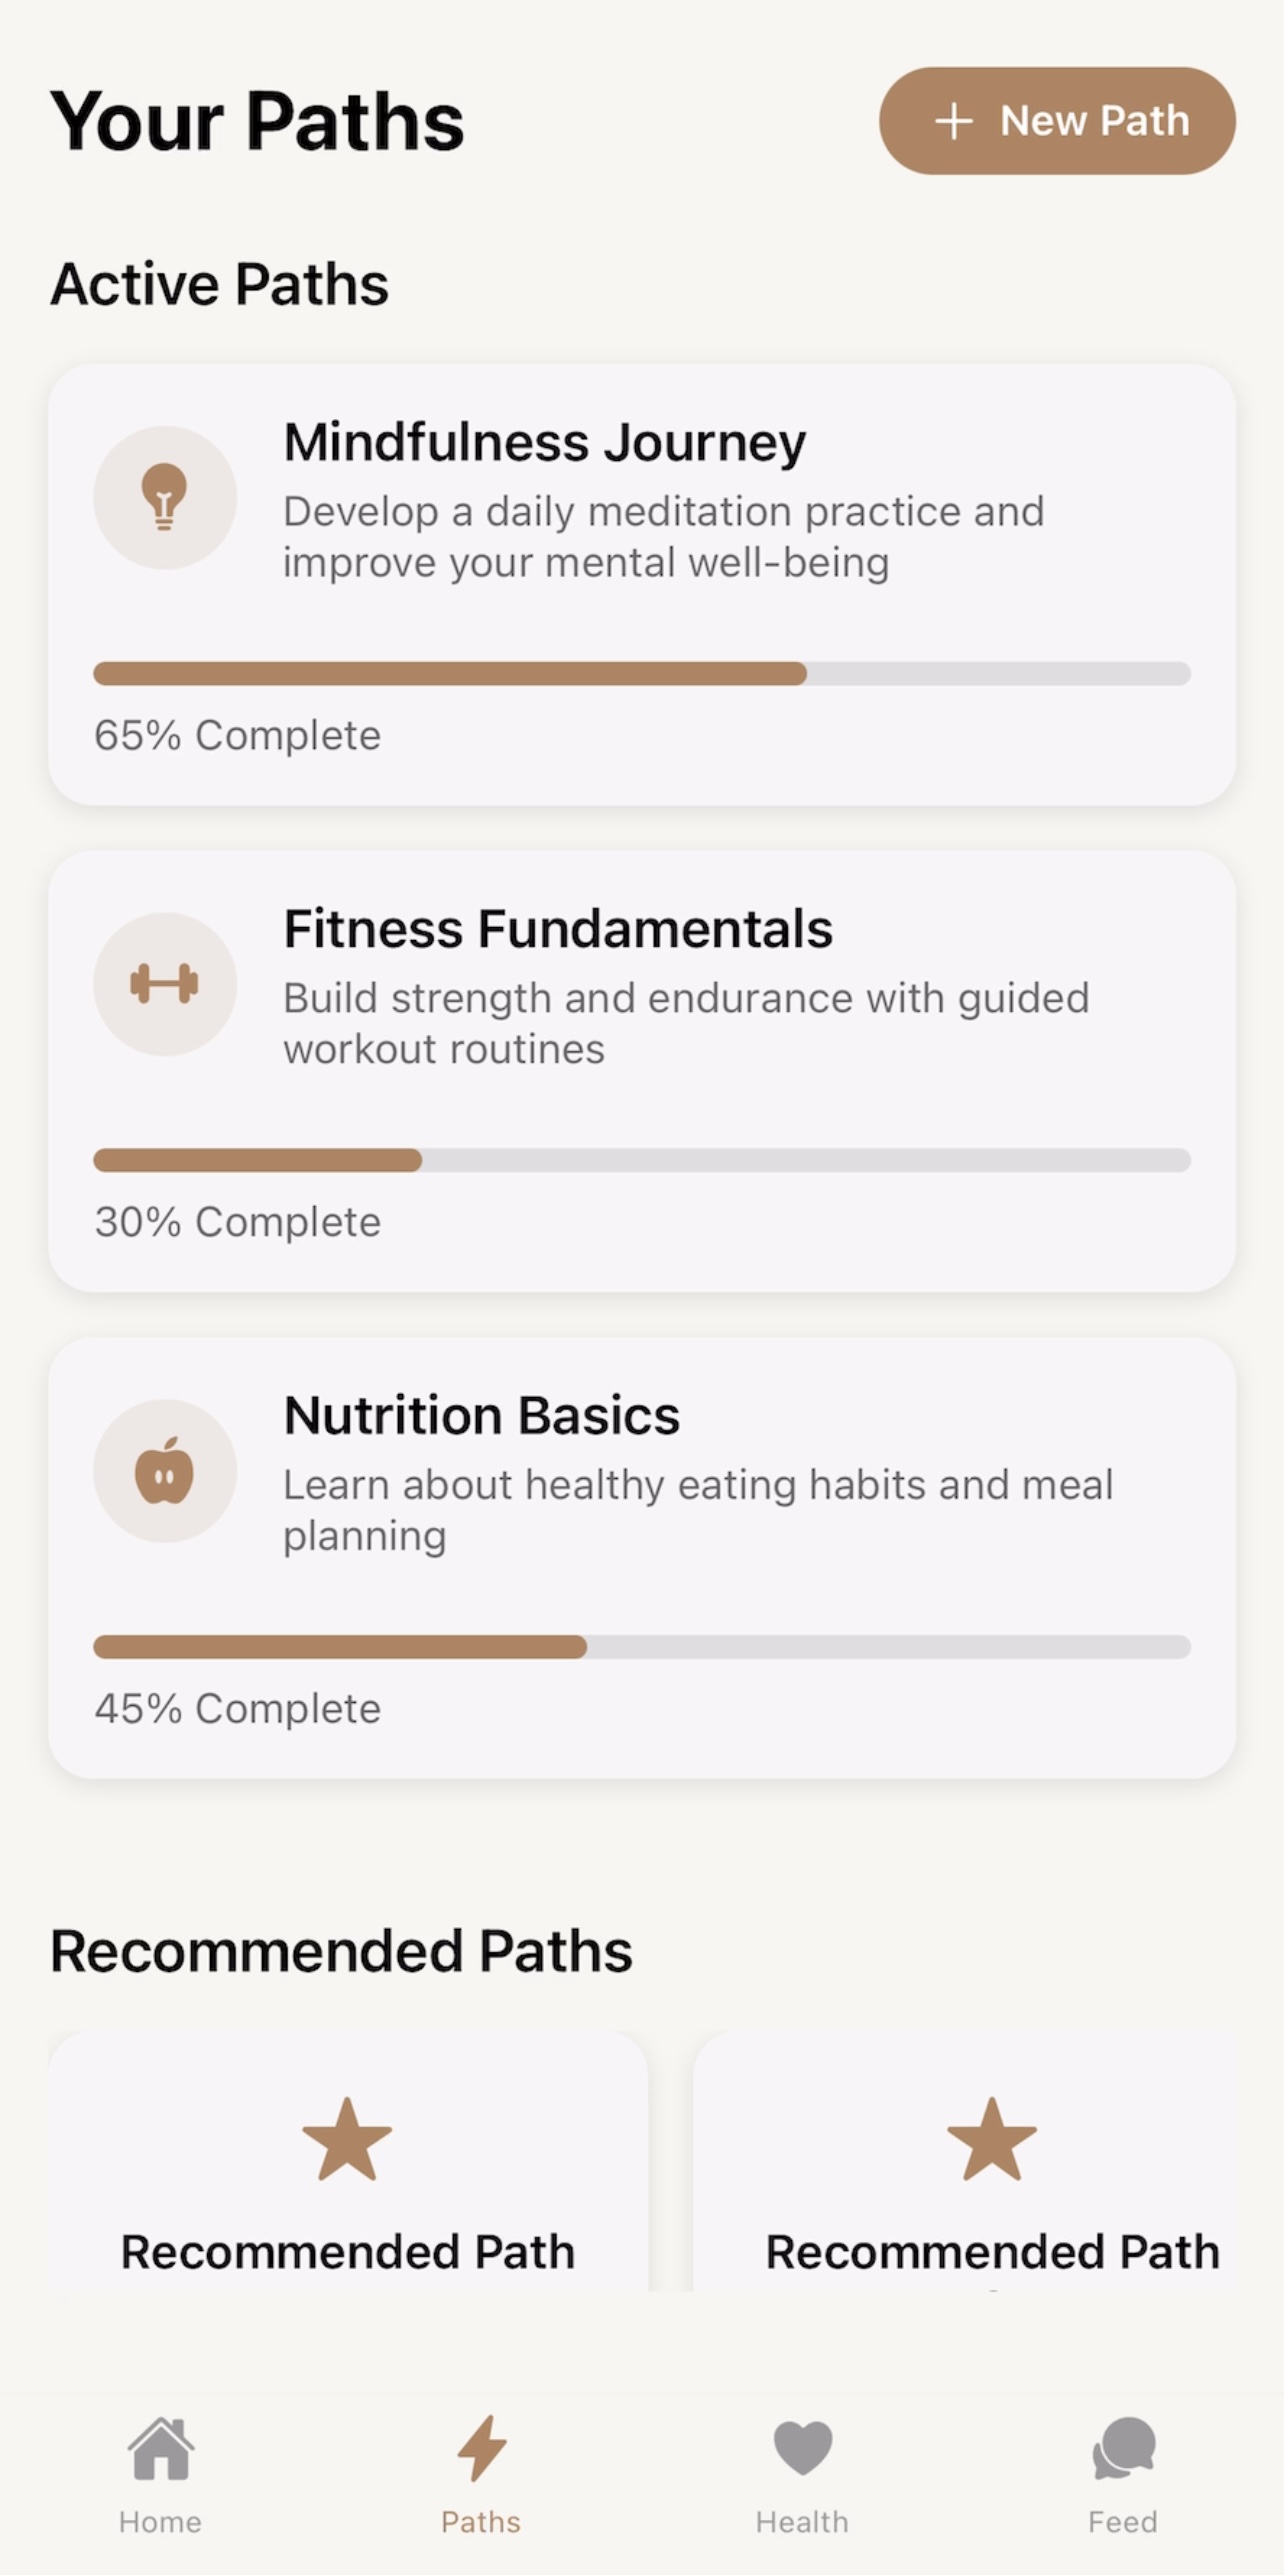 Your Paths
New Path
Active Paths
Mindfulness Journey
Develop a daily meditation practice and
improve your mental well-being
65% Complete
Fitness Fundamentals
Build strength and endurance with guided
workout routines
30% Complete
Nutrition Basics
Learn about healthy eating habits and meal
planning
45% Complete
Recommended Paths
Recommended Path
Recommended Path
Home
Paths
Health
Feed